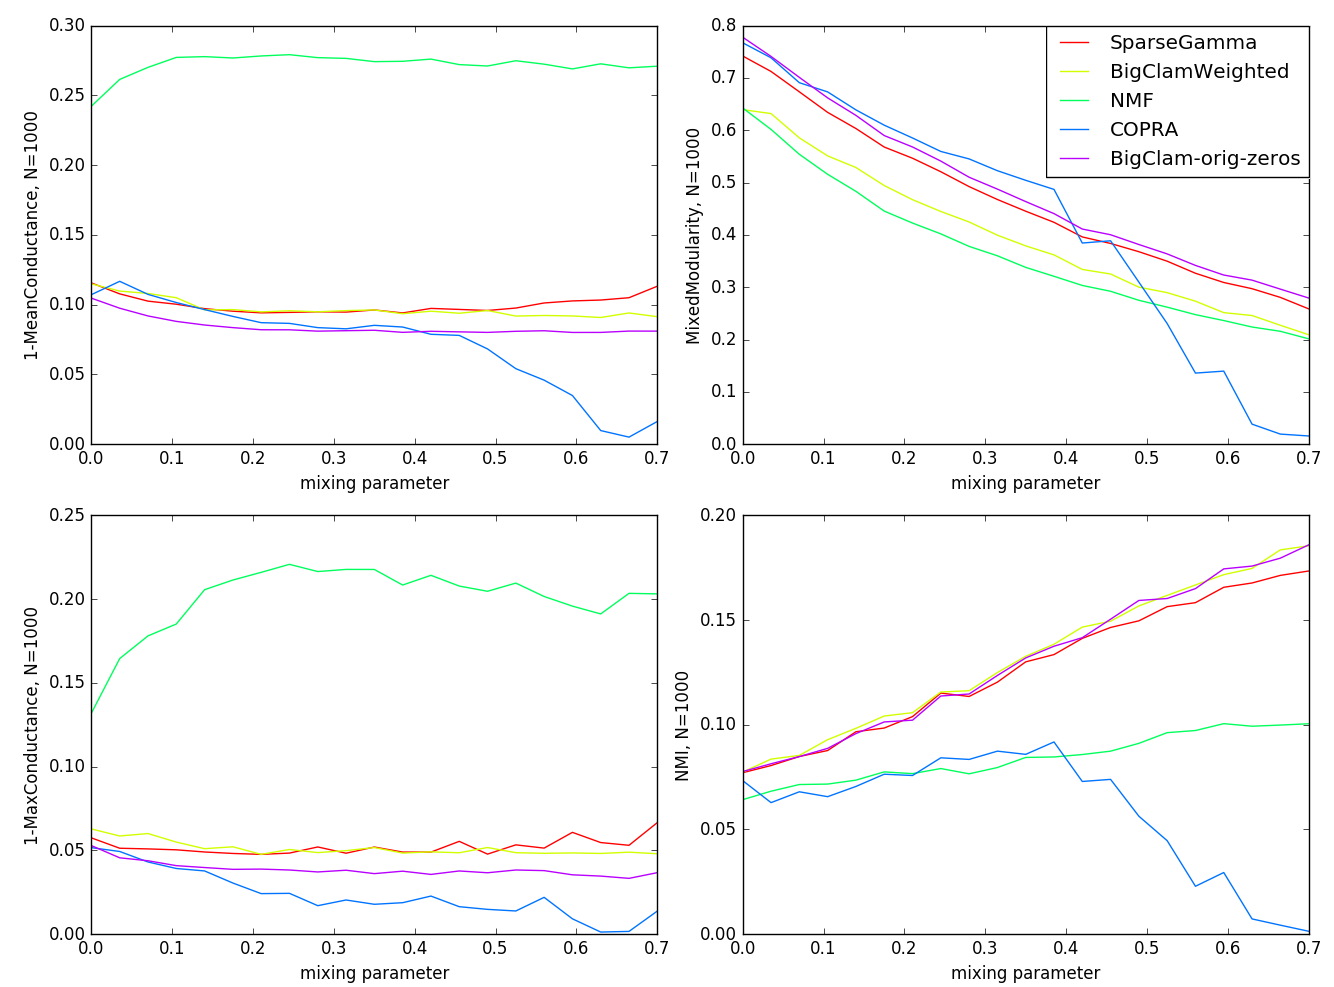 0.30
0.25
0.20
0.15
0.10
0.05
0.00
1-MeanConductance, N=1000
0.0 0.1 0.2 0.3 0.4 0.5 0.6 0.7
mixing parameter
0.8
0.7
0.6
0.5
0.4
0.3
0.2
0.1
0.0
MixedModularity, N=1000
SparseGamma
BigClamWeighted
NMF
COPRA
BigClam-orig-zeros
0.0 0.1 0.2 0.3 0.4 0.5 0.6 0.7
mixing parameter
0.25
0.20
0.15
0.10
0.05
0.00
1-MaxConductance, N=1000
0.0 0.1 0.2 0.3 0.4 0.5 0.6 0.7
mixing parameter
0.20
0.15
0.10
0.05
0.00
NMI, N=1000
0.0 0.1 0.2 0.3 0.4 0.5 0.6 0.7
mixing parameter